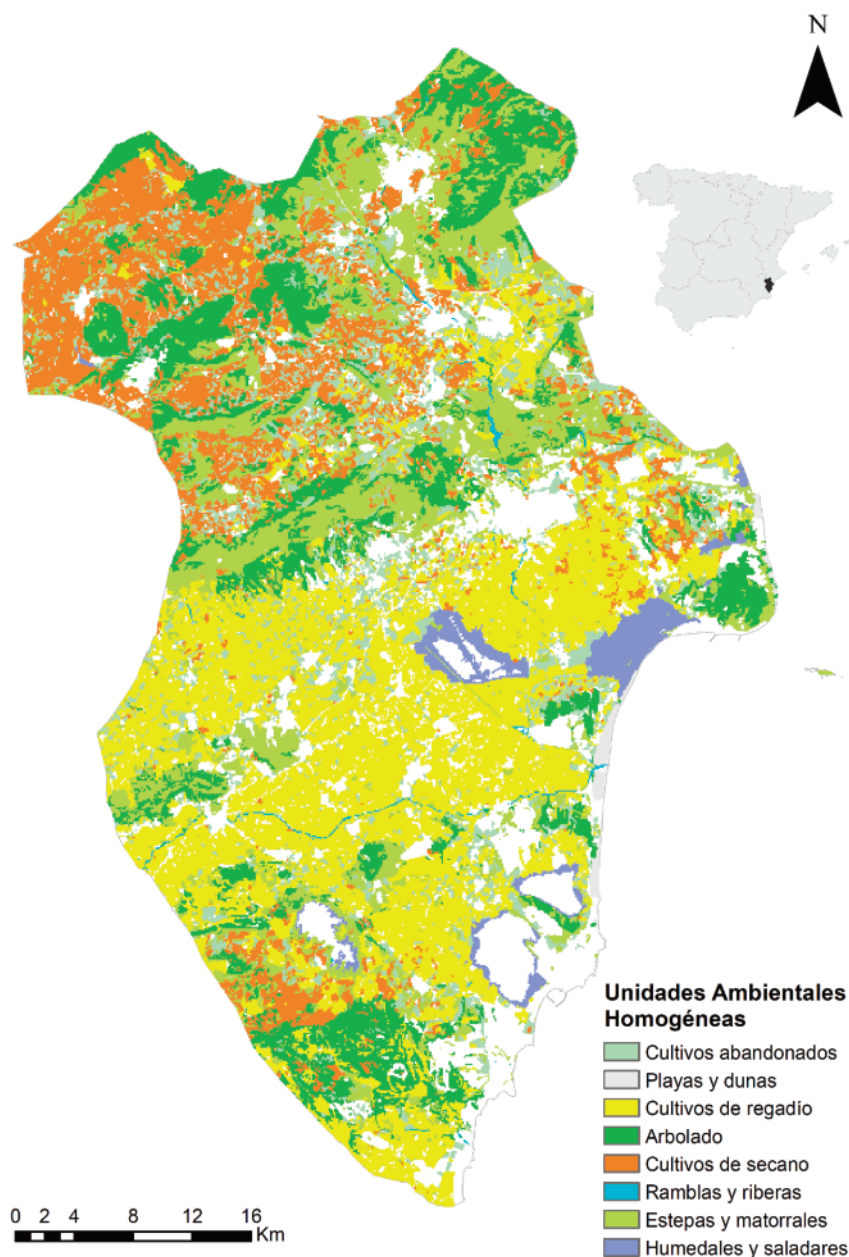 N
Unidades Ambientales
Homogéneas
Cultivos abandonados
Playas y dunas
Cultivos de regadío
Arbolado
Cultivos de secano
Ramblas y riberas
Estepas y matorrales
Humedales y saladares
0 2 4 8 12 16
Km